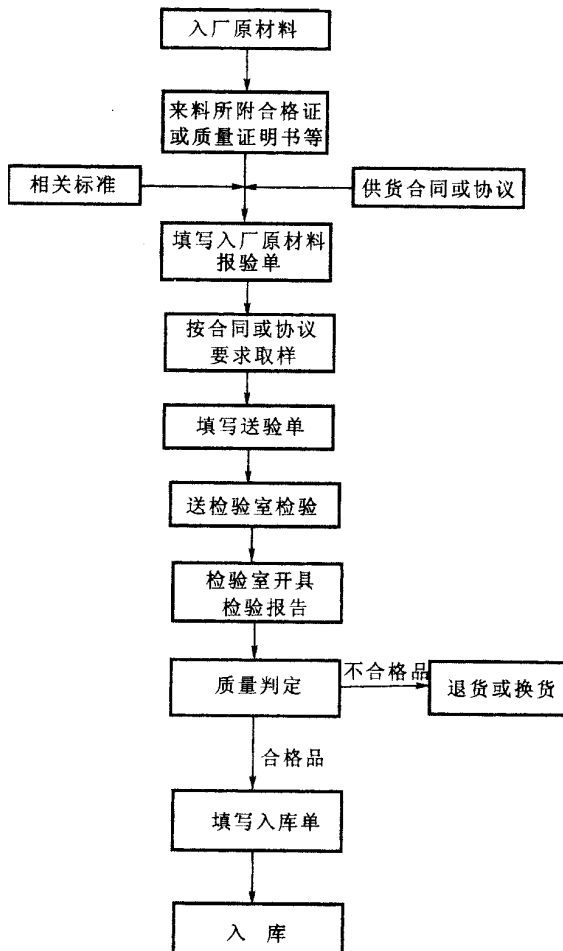 入厂原材料
来料所附合格证
或质量证明书等
相关标准
供货合同或协议
填写入厂原材料
报验单
按合同或协议
要求取样
填写送验单
送检验室检验
检验室开具
检验报告
质量判定
不合格品
退货或换货
合格品
填写入库单
入 库